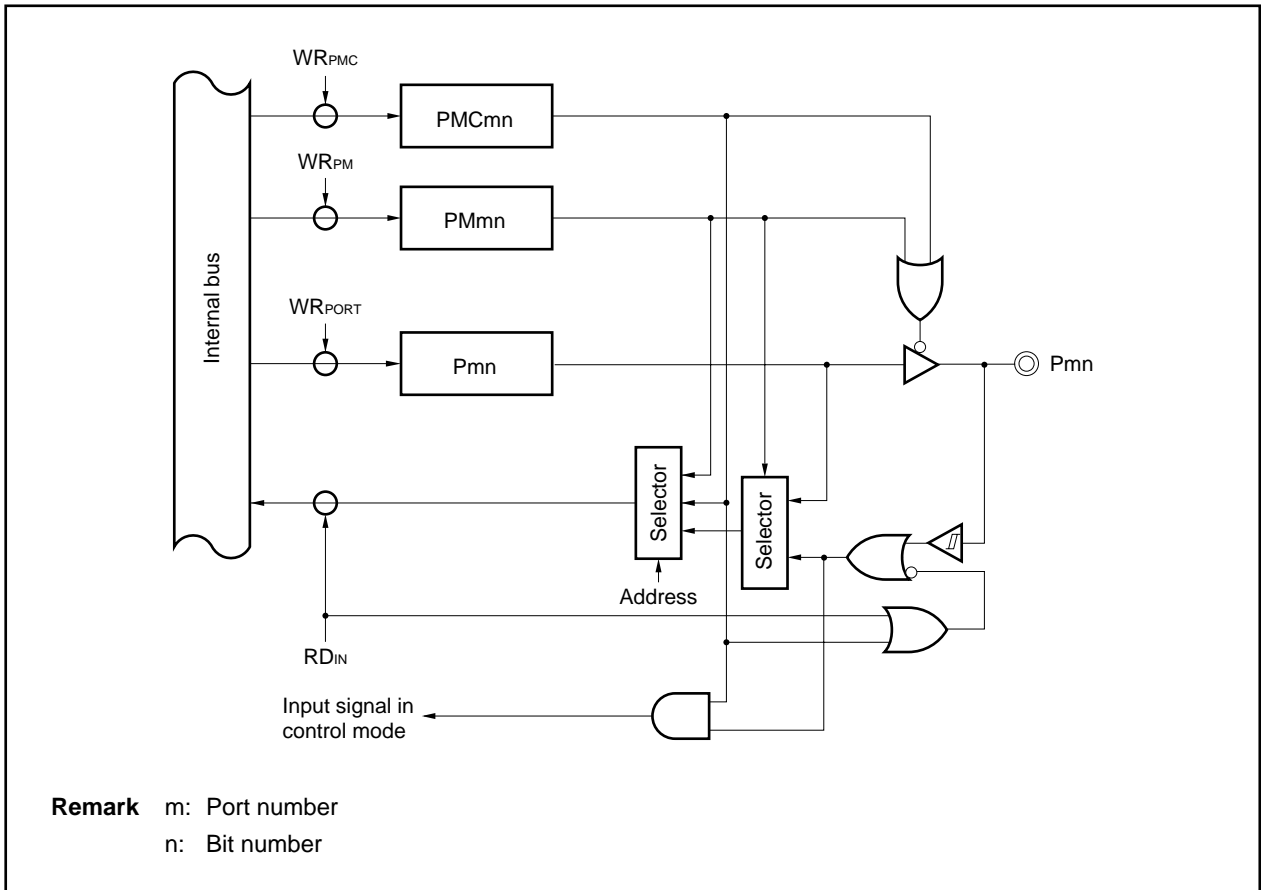 WRPMC
PMCmn
WRPM
PMmn
Internal bus
WRPORT
Pmn
Pmn
Selector
Selector
Address
RDIN
Input signal in
control mode
Remark m: Port number
n: Bit number